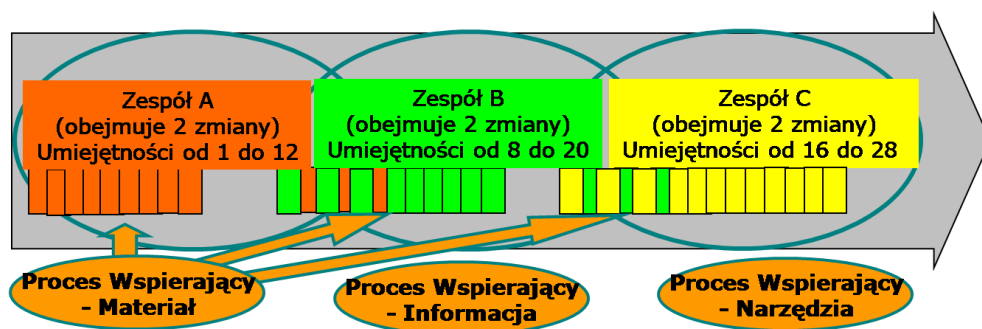 Zespół A
(obejmuje 2 zmiany)
Umiejętności od 1 do 12
Zespół B
(obejmuje 2 zmiany)
Umiejętności od 8 do 20
Zespół C
(obejmuje 2 zmiany)
Umiejętności od 16 do 28
Proces Wspierający
- Materiał
Proces Wspierający
- Informacja
Proces Wspierający
- Narzędzia